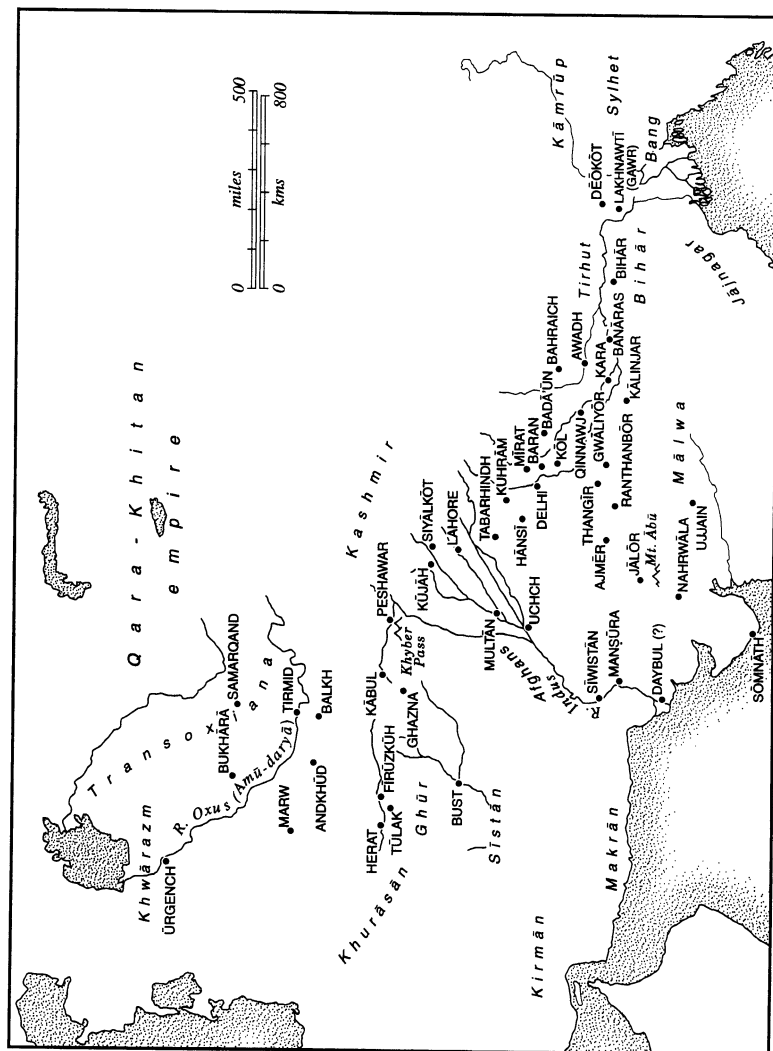 Qara-Khitan
empire
0 miles 500
0 kms 800
Transoxiana
Khwārazm
ŪRGENCH
BUKHĀRĀ
SAMARQAND
R. Oxus (Amū-daryā)
TIRMID
BALKH
MARW
ANDKHŪD
Khurāsān
HERAT
TŪLAK
FĪRŪZKŪH
Ghūr
KĀBUL
GHAZNA
BUST
Sīstān
PESHAWAR
Khyber
Pass
Kashmir
KŪJĀH
SIYĀLKŌT
LAHORE
MULTĀN
UCHCH
Afghans
R. Indus
TABARHINDH
KUHRĀM
HĀNSĪ
DELHI
MĪRAT
BARAN
KŌL
BADĀ'ŪN
BAHRAICH
AWADH
QINNAWJ
THANGĪR
GWĀLIYŌR
KARA
BANĀRAS
KĀLINJAR
RANTHANBŌR
AJMĒR
JĀLŌR
Mt. Ābū
NAHRWĀLA
UJJAIN
Mālwa
Tirhut
BIHĀR
Bihār
Kāmrūp
Sylhet
DĒŌKŌT
LAKHNAWTĪ
(GAWR)
Bang
Jājnagar
SĪWISTĀN
MANṢŪRA
DAYBUL (?)
SŌMNĀTH
Makrān
Kirmān